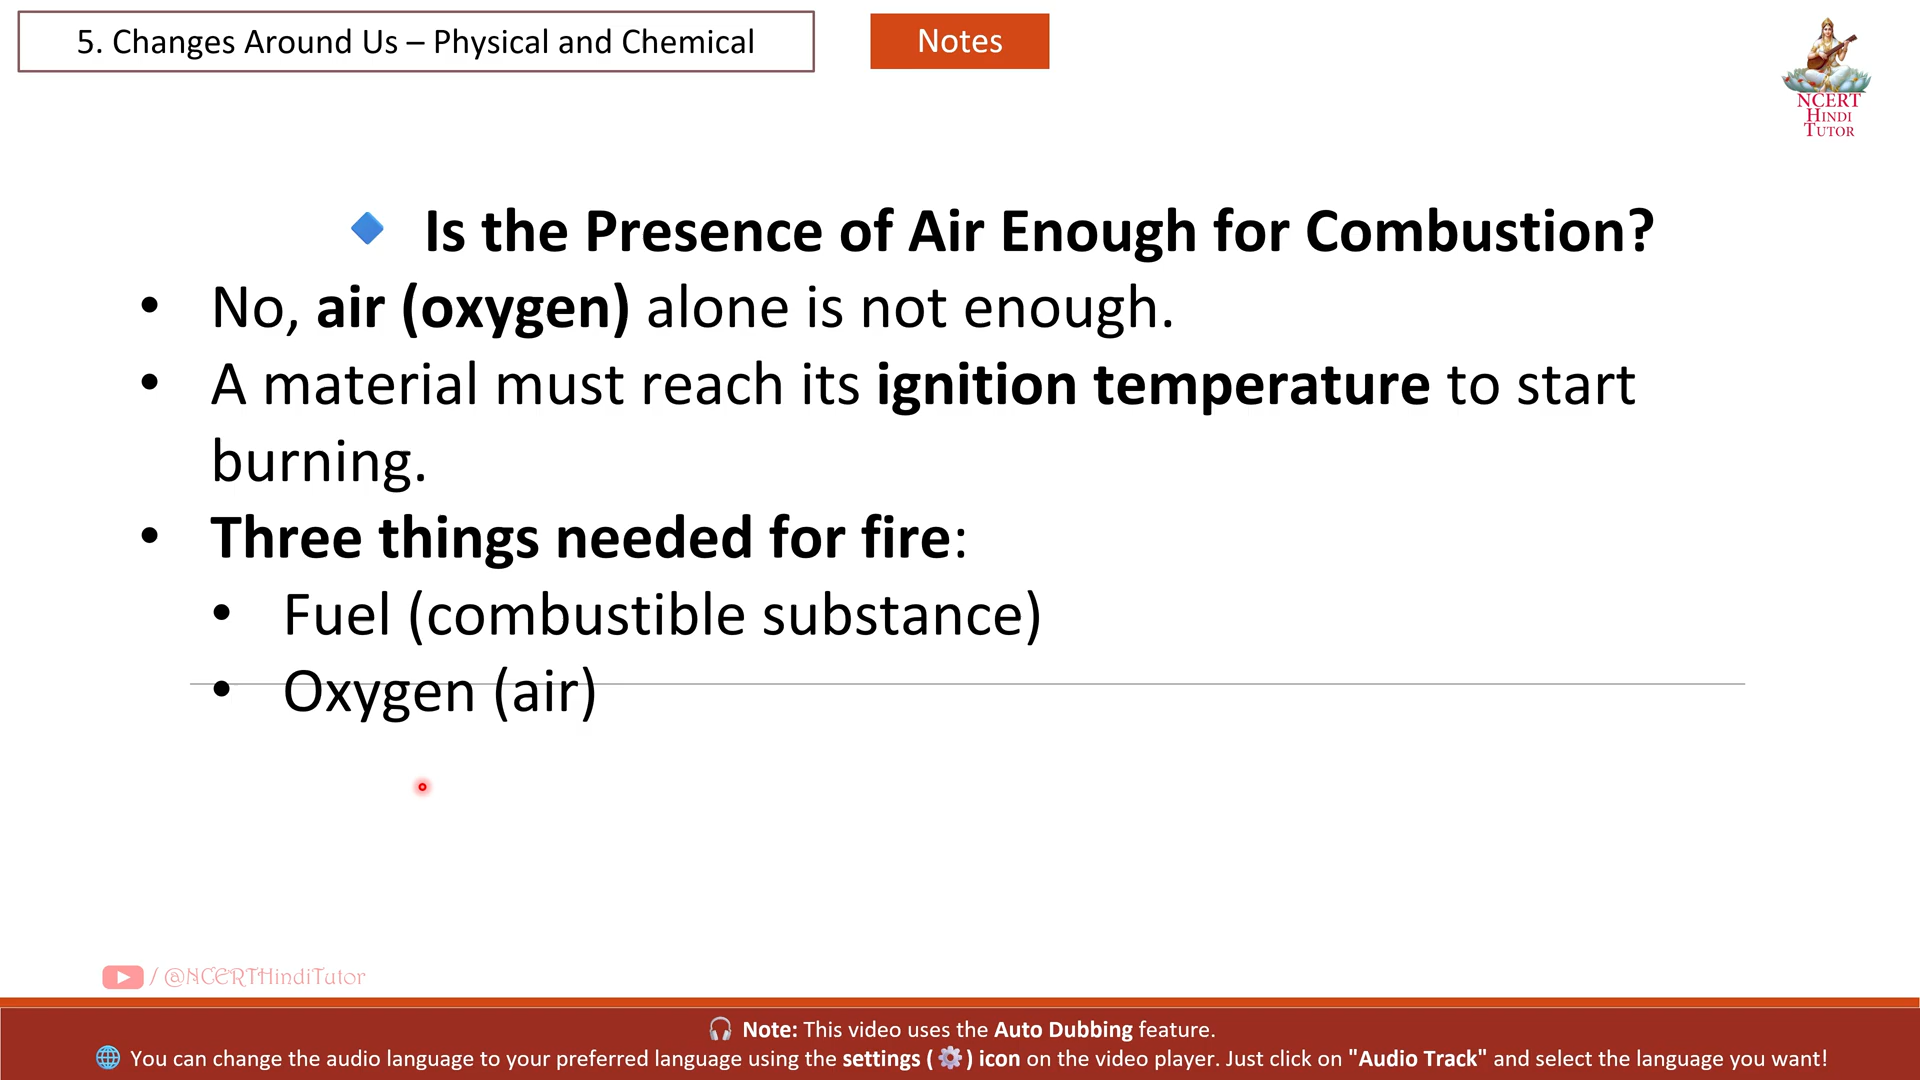 5. Changes Around Us – Physical and Chemical
Notes
NCERT
HINDI
TUTOR
Is the Presence of Air Enough for Combustion?
• No, air (oxygen) alone is not enough.
• A material must reach its ignition temperature to start
burning.
• Three things needed for fire:
• Fuel (combustible substance)
• Oxygen (air)
/ @NCERTHindiTutor
Note: This video uses the Auto Dubbing feature.
You can change the audio language to your preferred language using the settings ( ⚙ ) icon on the video player. Just click on "Audio Track" and select the language you want!